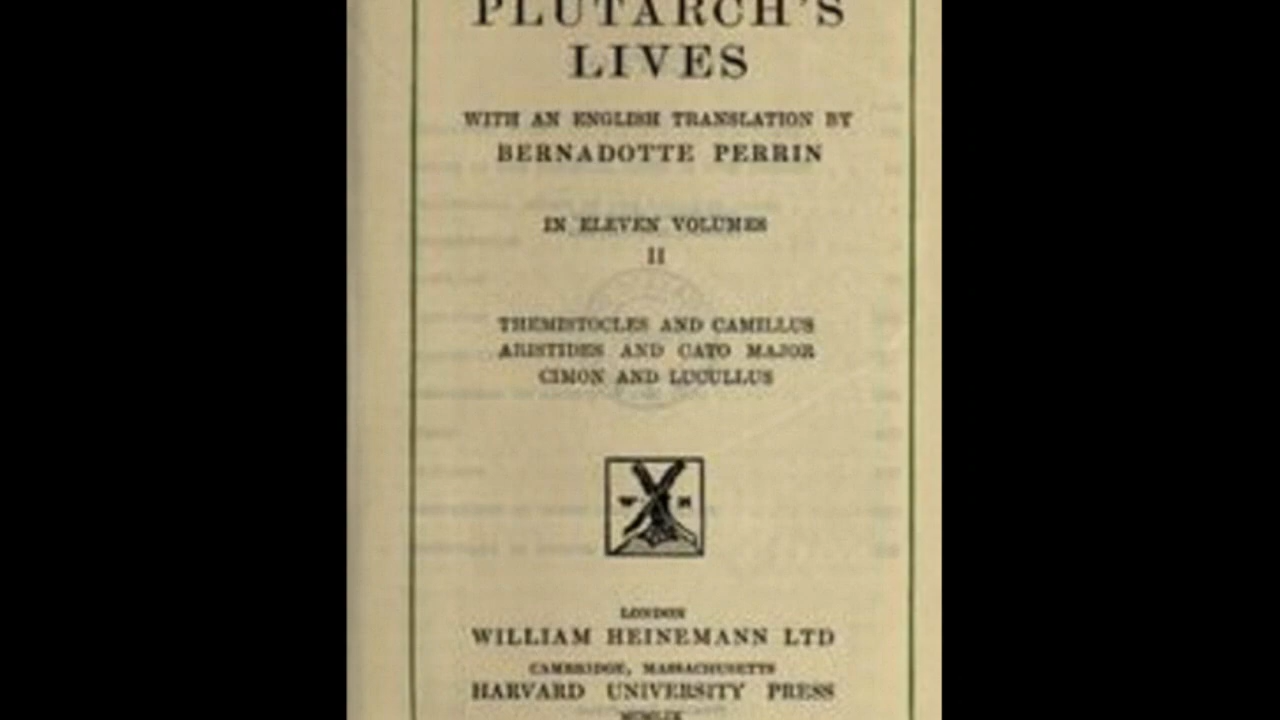 PLUTARCH'S
LIVES
WITH AN ENGLISH TRANSLATION BY
BERNADOTTE PERRIN
IN ELEVEN VOLUMES
II
THEMISTOCLES AND CAMILLUS
ARISTIDES AND CATO MAJOR
CIMON AND LUCULLUS
W H
LONDON
WILLIAM HEINEMANN LTD
CAMBRIDGE, MASSACHUSETTS
HARVARD UNIVERSITY PRESS